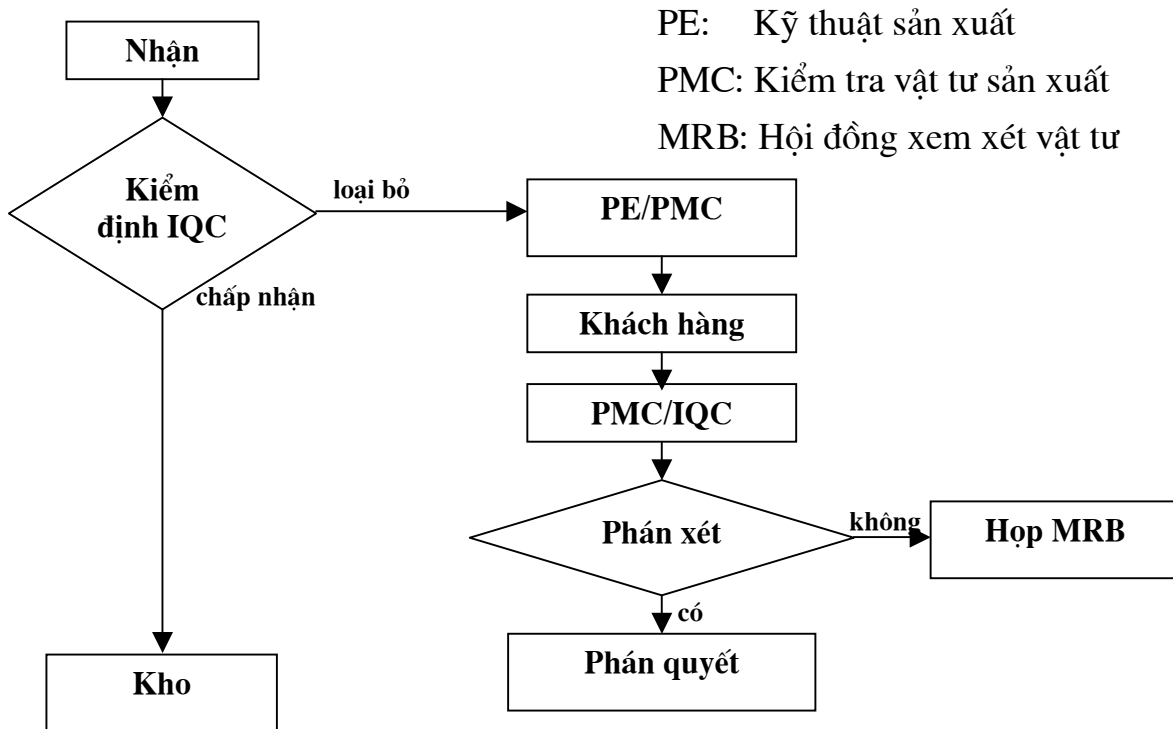 PE: Kỹ thuật sản xuất
PMC: Kiểm tra vật tư sản xuất
MRB: Hội đồng xem xét vật tư
Nhận
Kiểm
định IQC
loại bỏ
chấp nhận
Kho
PE/PMC
Khách hàng
PMC/IQC
Phán xét
không
Họp MRB
có
Phán quyết